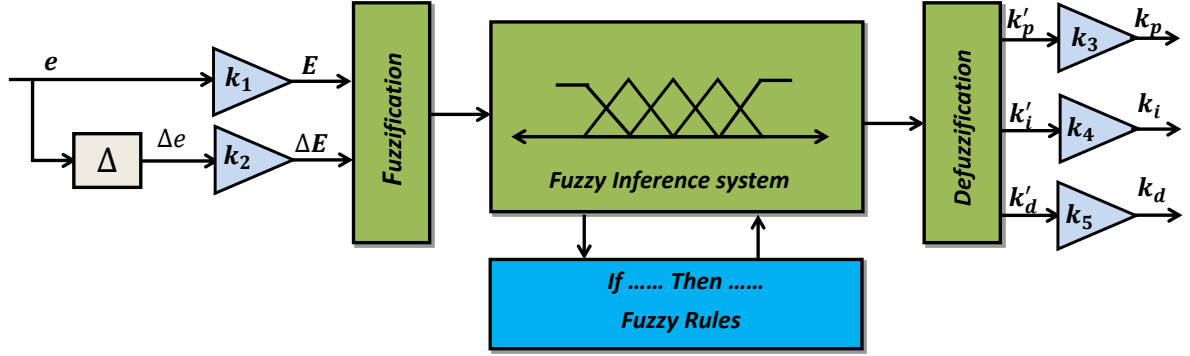 e
k₁
E
Δ
Δe
k₂
ΔE
Fuzzification
Fuzzy Inference system
If ...... Then ......
Fuzzy Rules
Defuzzification
k′ₚ
k₃
kₚ
k′ᵢ
k₄
kᵢ
k′d
k₅
kd